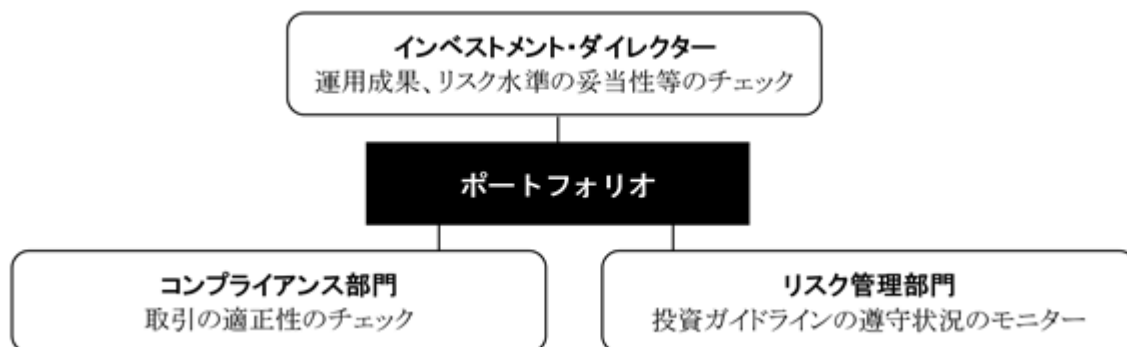 インベストメント・ダイレクター
運用成果、リスク水準の妥当性等のチェック
ポートフォリオ
コンプライアンス部門
取引の適正性のチェック
リスク管理部門
投資ガイドラインの遵守状況のモニター